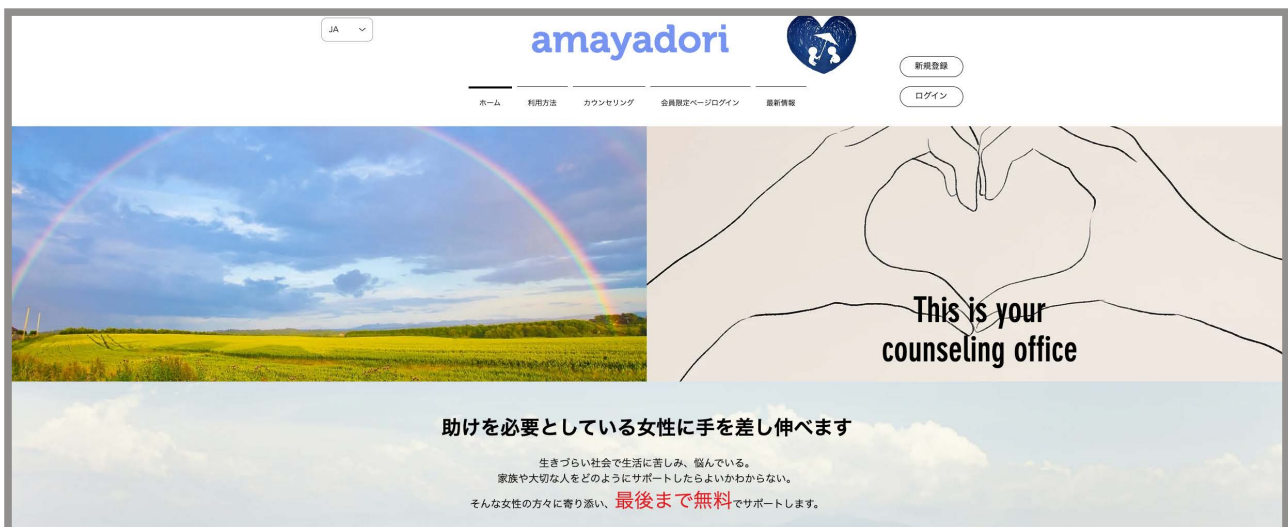 JA
amayadori
新規登録
ログイン
ホーム
利用方法
カウンセリング
会員限定ページログイン
最新情報
This is your
counseling office
助けを必要としている女性に手を差し伸べます
生きづらい社会で生活に苦しみ、悩んでいる。
家族や大切な人をどのようにサポートしたらよいかわからない。
そんな女性の方々に寄り添い、最後まで無料でサポートします。